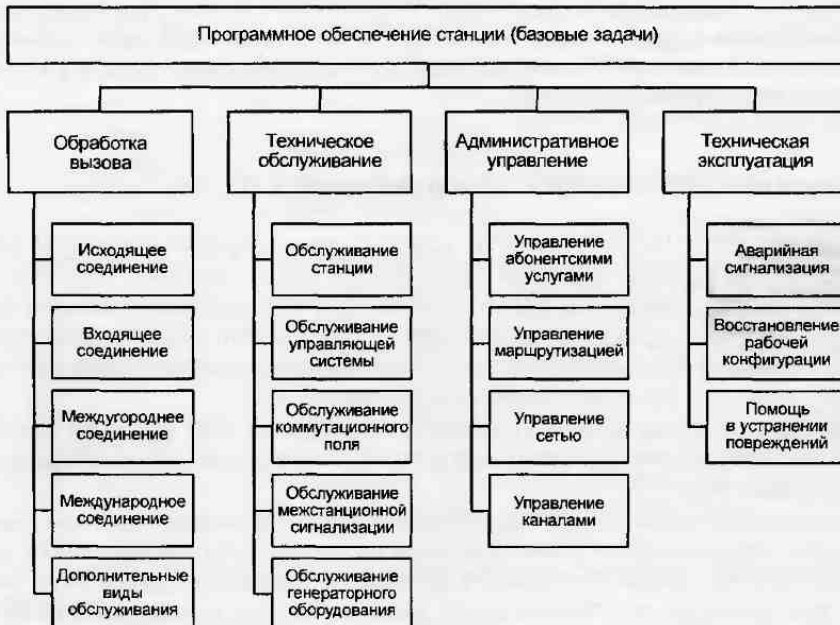 Программное обеспечение станции (базовые задачи)
Обработка
вызова
Техническое
обслуживание
Административное
управление
Техническая
эксплуатация
Исходящее
соединение
Входящее
соединение
Междугороднее
соединение
Международное
соединение
Дополнительные
виды
обслуживания
Обслуживание
станции
Обслуживание
управляющей
системы
Обслуживание
коммутационного
поля
Обслуживание
межстанционной
сигнализации
Обслуживание
генераторного
оборудования
Управление
абонентскими
услугами
Управление
маршрутизацией
Управление
сетью
Управление
каналами
Аварийная
сигнализация
Восстановление
рабочей
конфигурации
Помощь
в устранении
повреждений